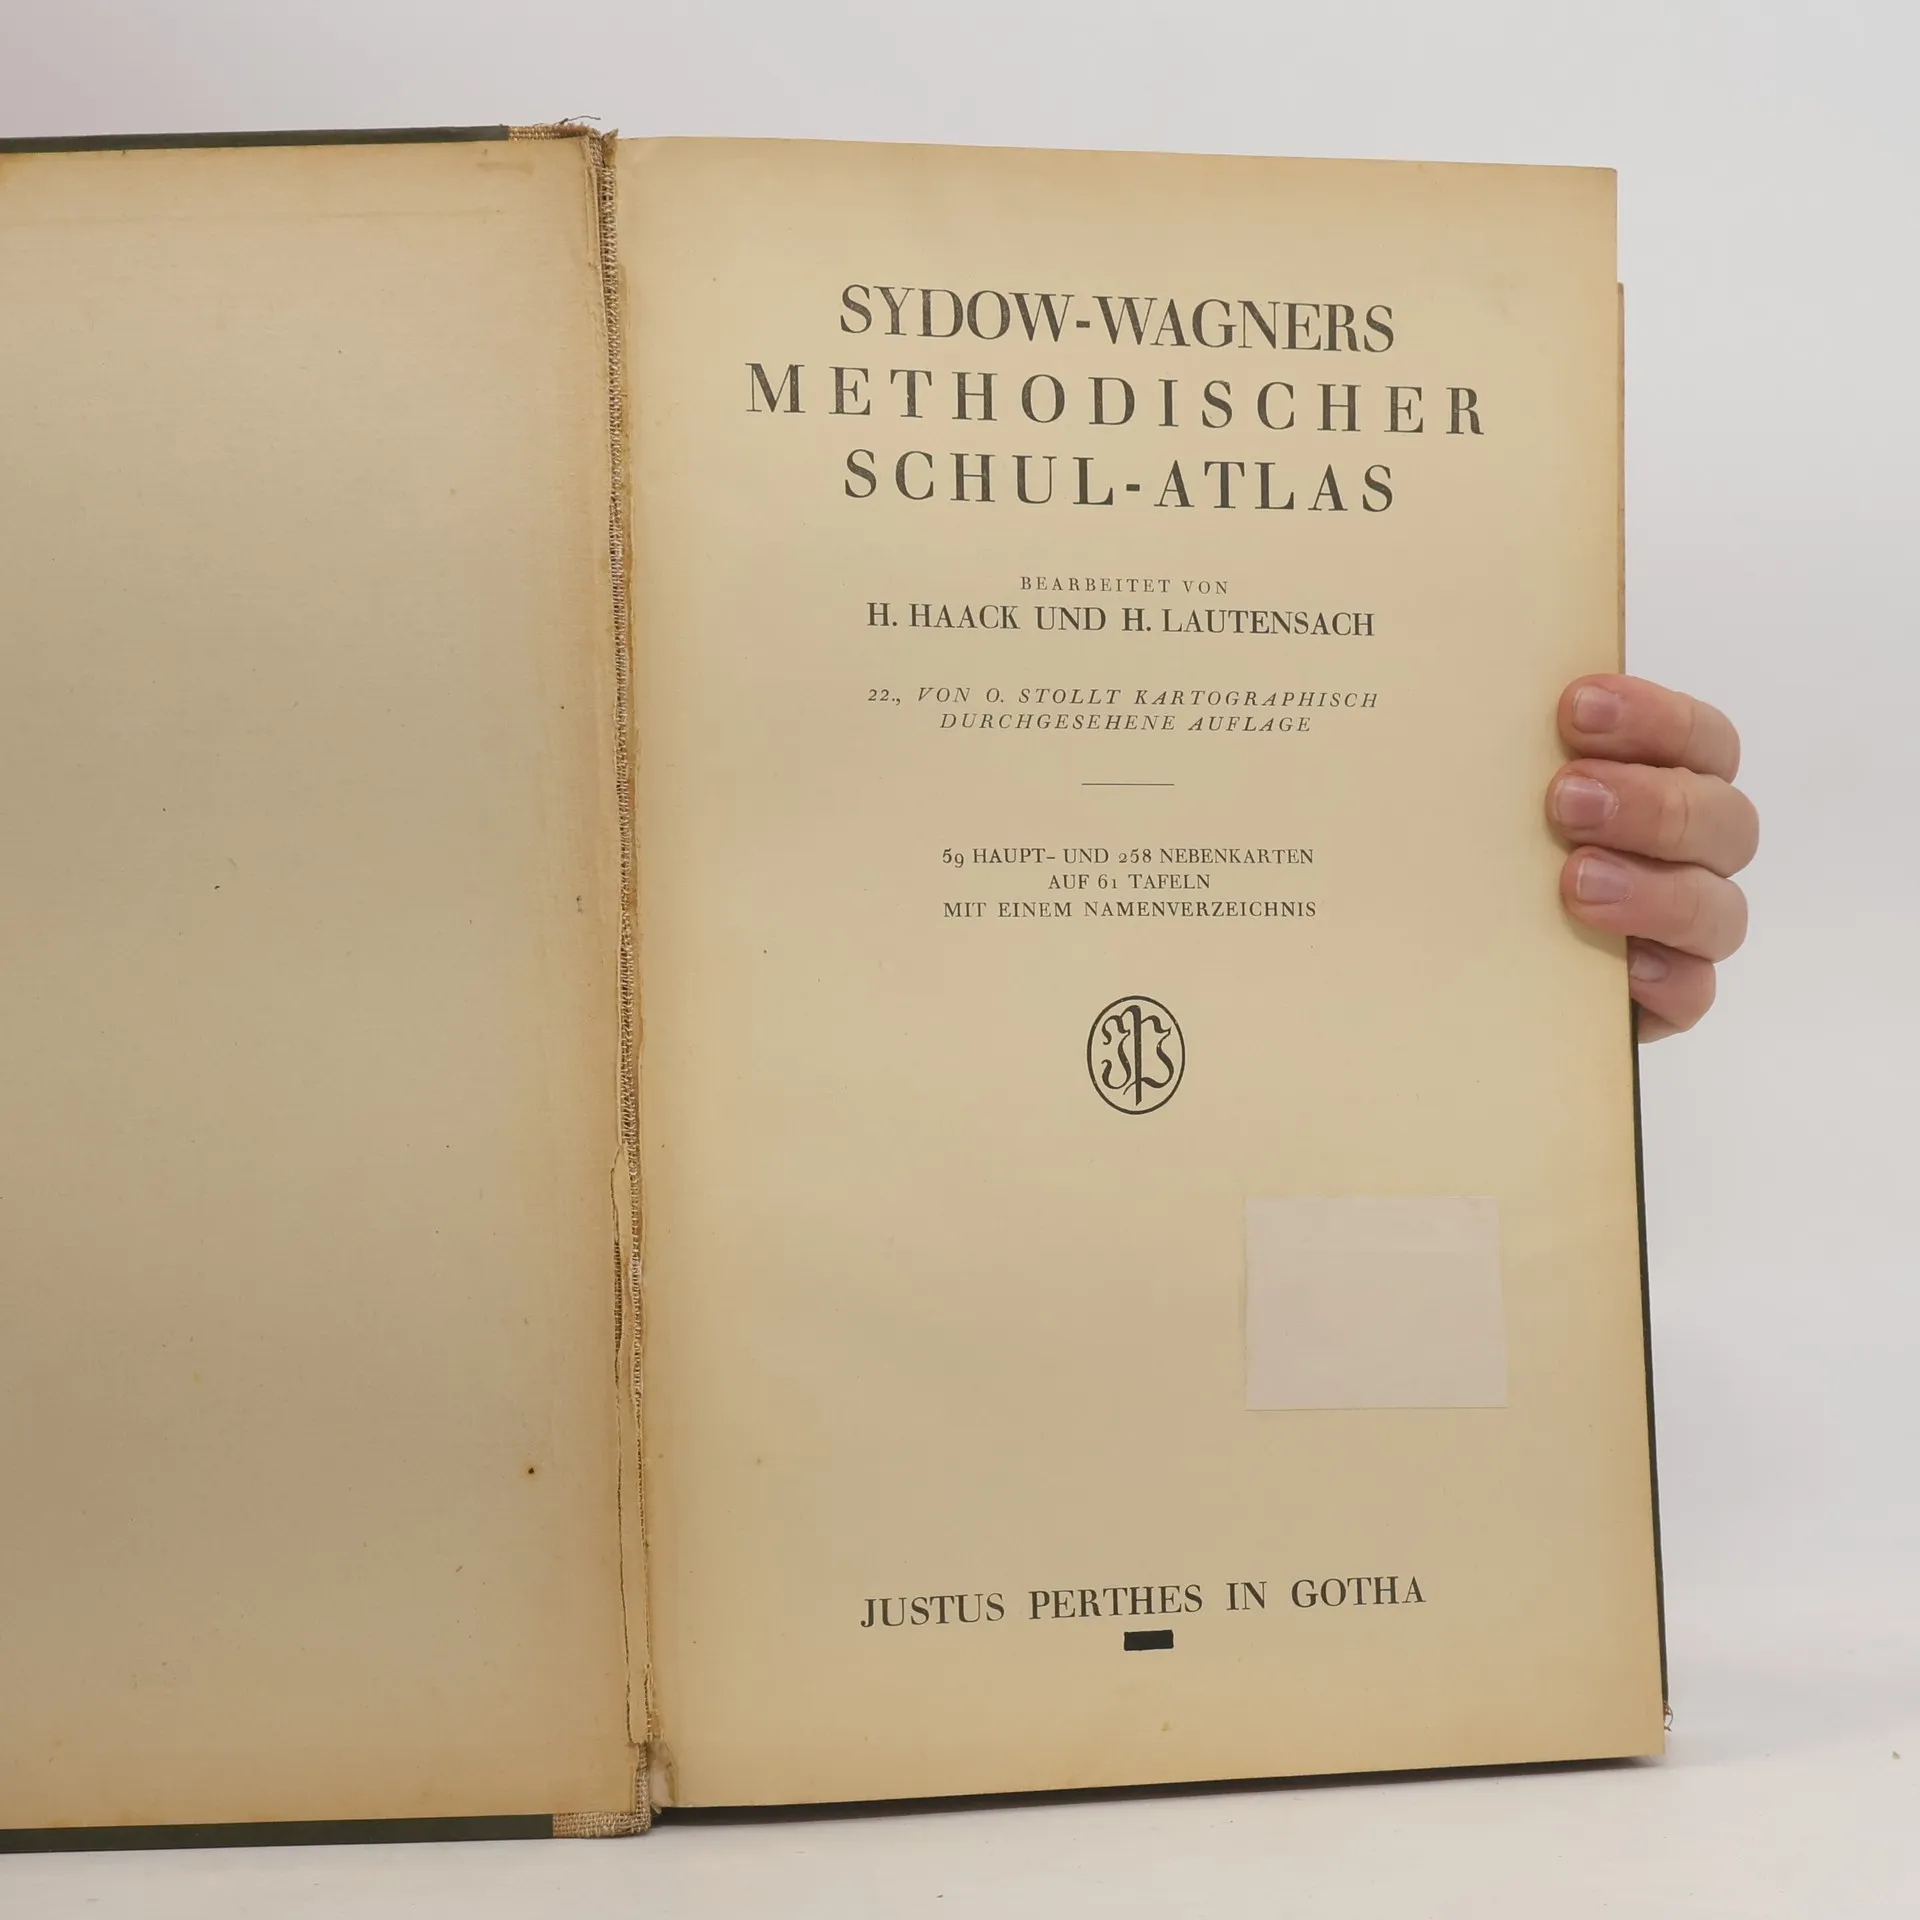 SYDOW-WAGNERS
METHODISCHER
SCHUL-ATLAS
BEARBEITET VON
H. HAACK UND H. LAUTENSACH
22., VON O. STOLLT KARTOGRAPHISCH
DURCHGESEHENE AUFLAGE
59 HAUPT- UND 258 NEBENKARTEN
AUF 61 TAFELN
MIT EINEM NAMENVERZEICHNIS
JP
JUSTUS PERTHES IN GOTHA